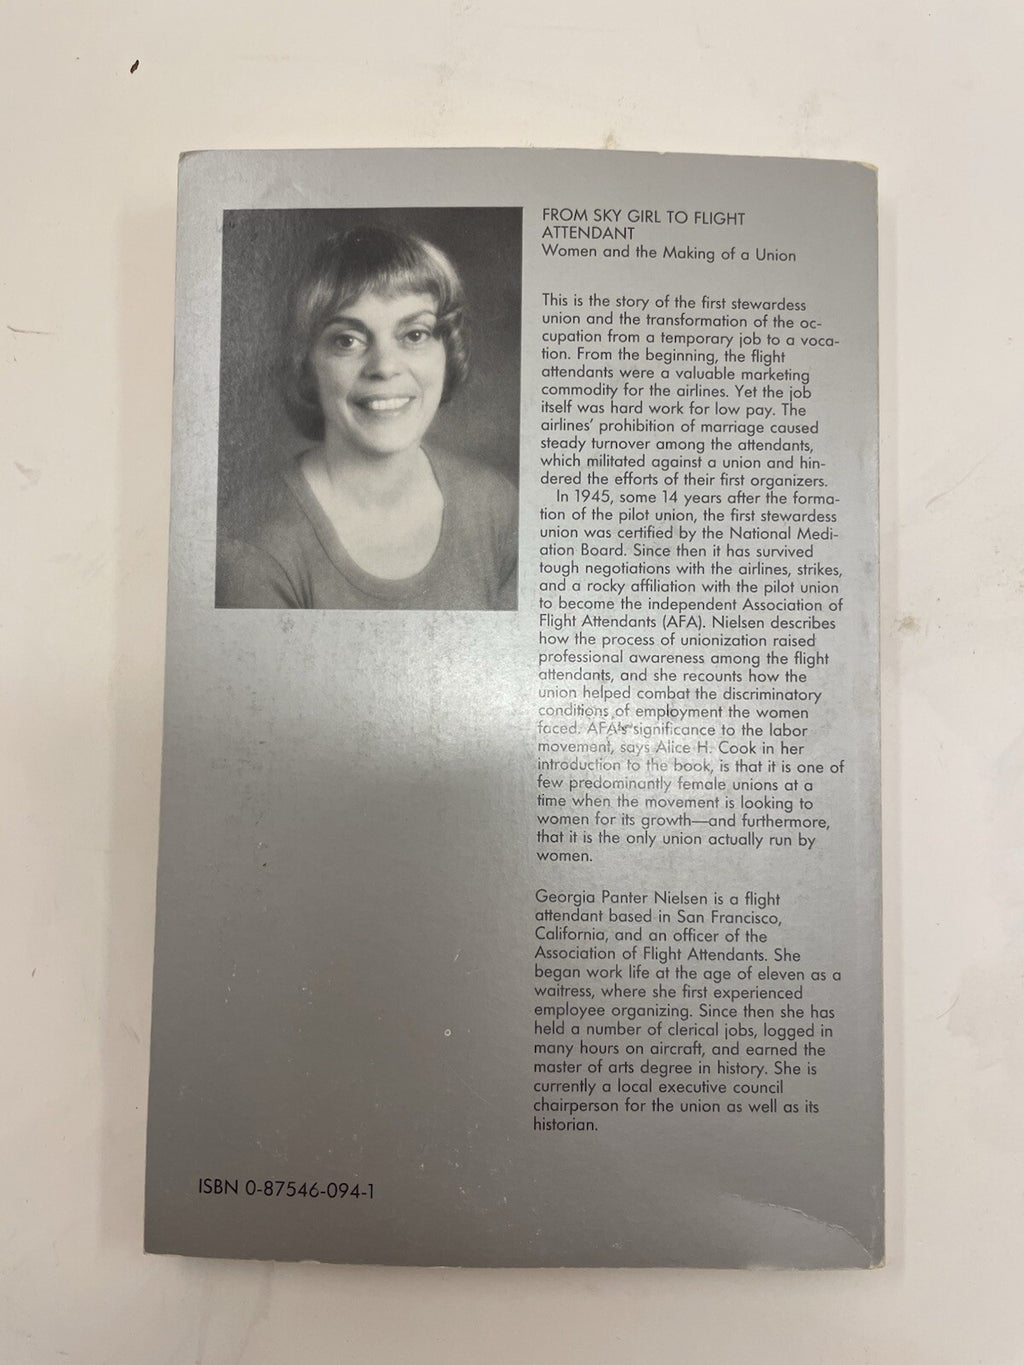 FROM SKY GIRL TO FLIGHT
ATTENDANT
Women and the Making of a Union
This is the story of the first stewardess
union and the transformation of the oc-
cupation from a temporary job to a voca-
tion. From the beginning, the flight
attendants were a valuable marketing
commodity for the airlines. Yet the job
itself was hard work for low pay. The
airlines' prohibition of marriage caused
steady turnover among the attendants,
which militated against a union and hin-
dered the efforts of their first organizers.
In 1945, some 14 years after the forma-
tion of the pilot union, the first stewardess
union was certified by the National Medi-
ation Board. Since then it has survived
tough negotiations with the airlines, strikes,
and a rocky affiliation with the pilot union
to become the independent Association of
Flight Attendants (AFA). Nielsen describes
how the process of unionization raised
professional awareness among the flight
attendants, and she recounts how the
union helped combat the discriminatory
conditions of employment the women
faced. AFA's significance to the labor
movement, says Alice H. Cook in her
introduction to the book, is that it is one of
few predominantly female unions at a
time when the movement is looking to
women for its growth—and furthermore,
that it is the only union actually run by
women.
Georgia Panter Nielsen is a flight
attendant based in San Francisco,
California, and an officer of the
Association of Flight Attendants. She
began work life at the age of eleven as a
waitress, where she first experienced
employee organizing. Since then she has
held a number of clerical jobs, logged in
many hours on aircraft, and earned the
master of arts degree in history. She is
currently a local executive council
chairperson for the union as well as its
historian.
ISBN 0-87546-094-1